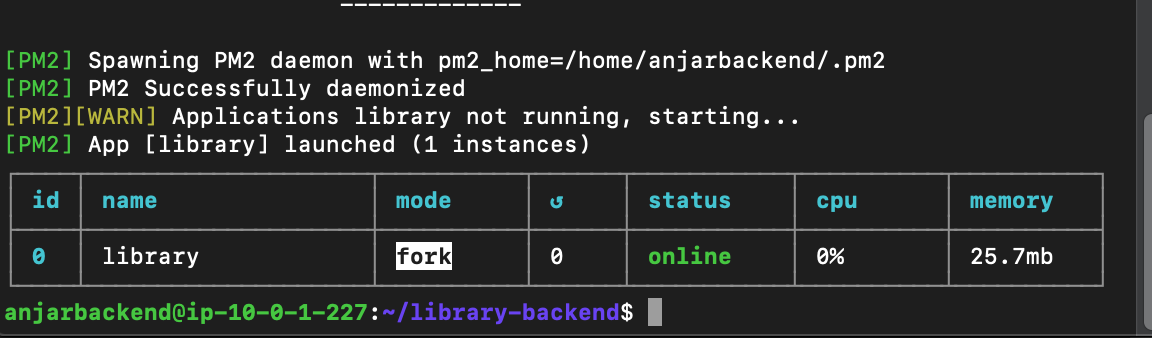 -------------
[PM2] Spawning PM2 daemon with pm2_home=/home/anjarbackend/.pm2
[PM2] PM2 Successfully daemonized
[PM2][WARN] Applications library not running, starting...
[PM2] App [library] launched (1 instances)
id name mode ↺ status cpu memory
0 library fork 0 online 0% 25.7mb
anjarbackend@ip-10-0-1-227:~/library-backend$